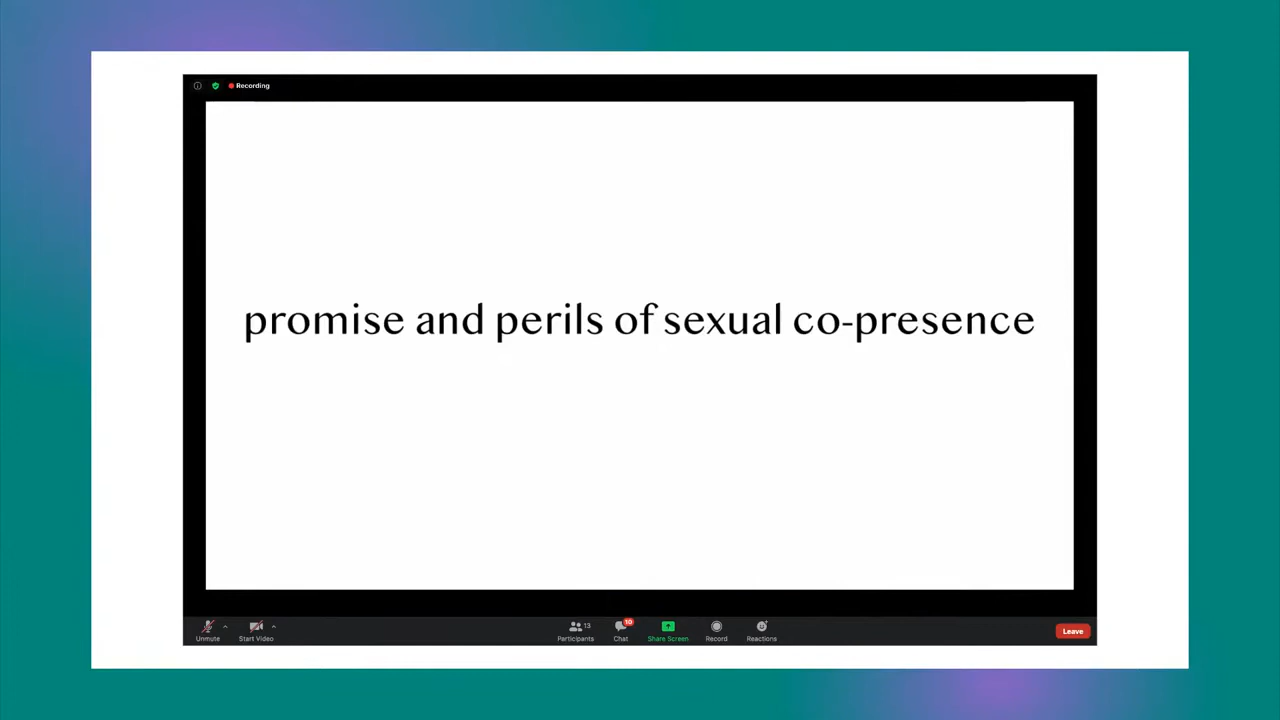 Recording
promise and perils of sexual co-presence
13
10
Unmute
Start Video
Participants
Chat
Share Screen
Record
Reactions
Leave